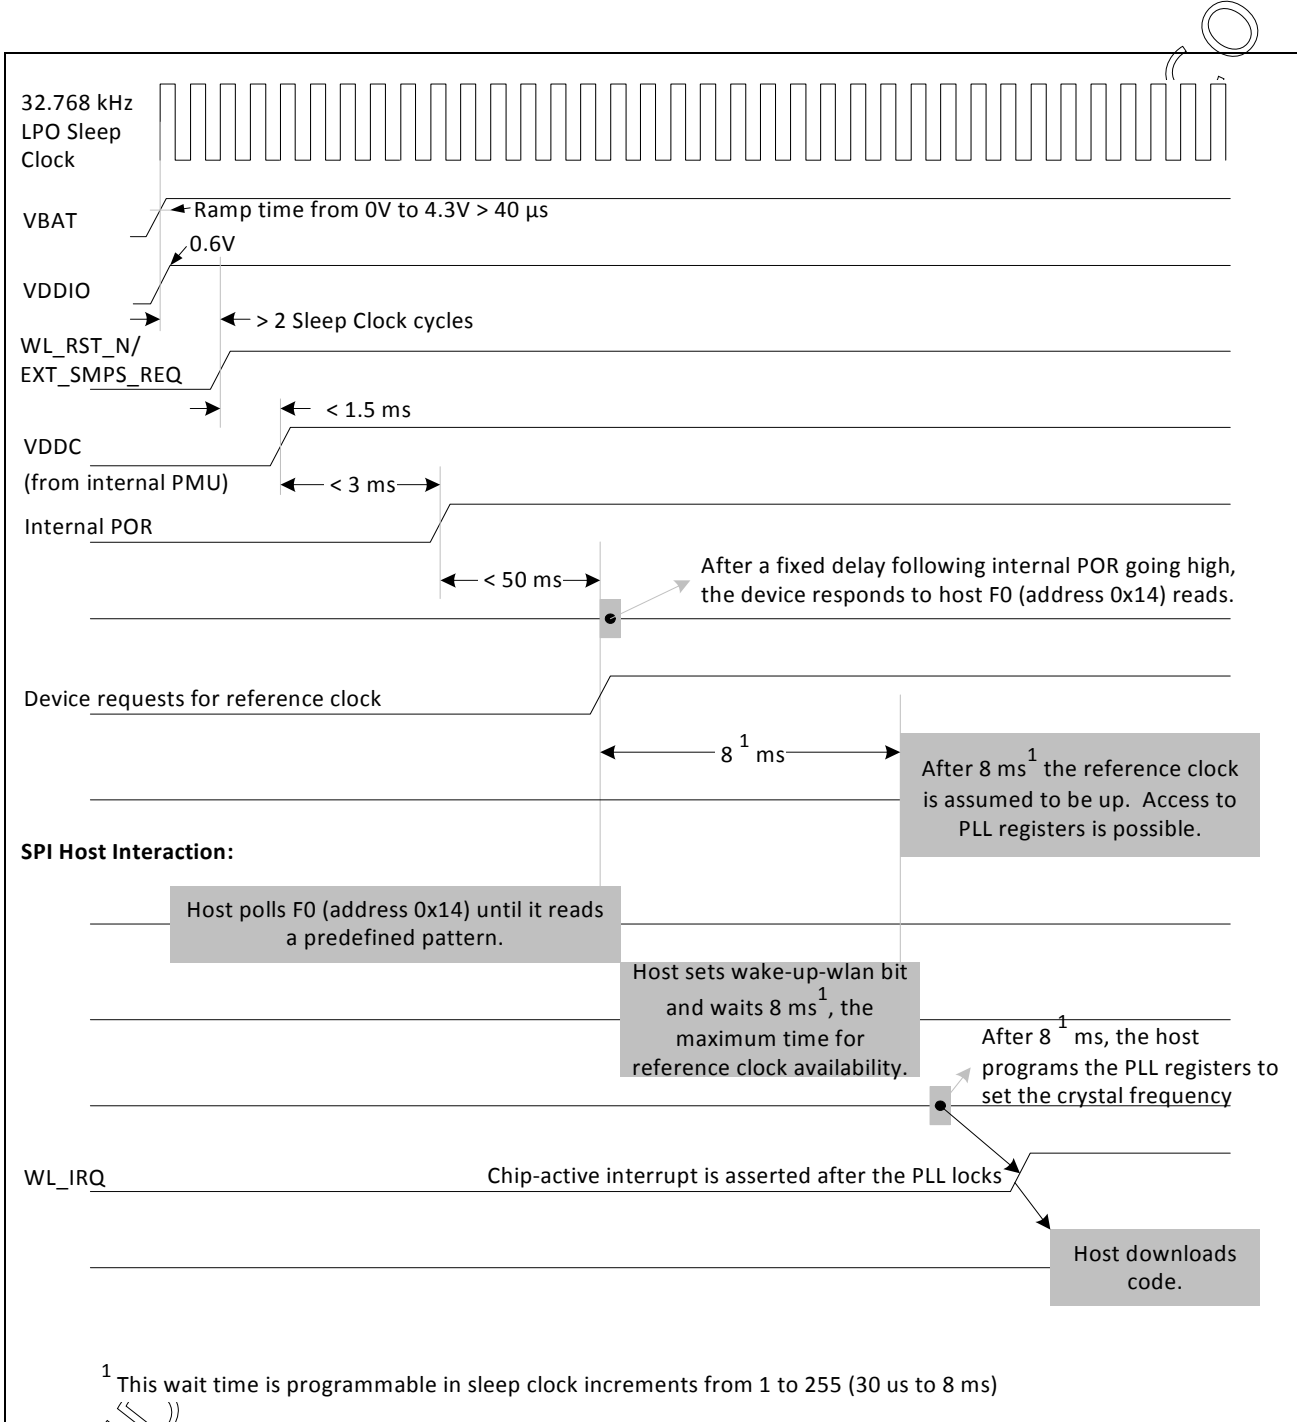 32.768 kHz
LPO Sleep
Clock
VBAT
Ramp time from 0V to 4.3V > 40 µs
0.6V
VDDIO
> 2 Sleep Clock cycles
WL_RST_N/
EXT_SMPS_REQ
< 1.5 ms
VDDC
(from internal PMU)
< 3 ms
Internal POR
< 50 ms
After a fixed delay following internal POR going high,
the device responds to host F0 (address 0x14) reads.
Device requests for reference clock
8 1 ms
After 8 ms1 the reference clock
is assumed to be up. Access to
PLL registers is possible.
SPI Host Interaction:
Host polls F0 (address 0x14) until it reads
a predefined pattern.
Host sets wake-up-wlan bit
and waits 8 ms1, the
maximum time for
reference clock availability.
After 8 1 ms, the host
programs the PLL registers to
set the crystal frequency
WL_IRQ
Chip-active interrupt is asserted after the PLL locks
Host downloads
code.
1 This wait time is programmable in sleep clock increments from 1 to 255 (30 us to 8 ms)